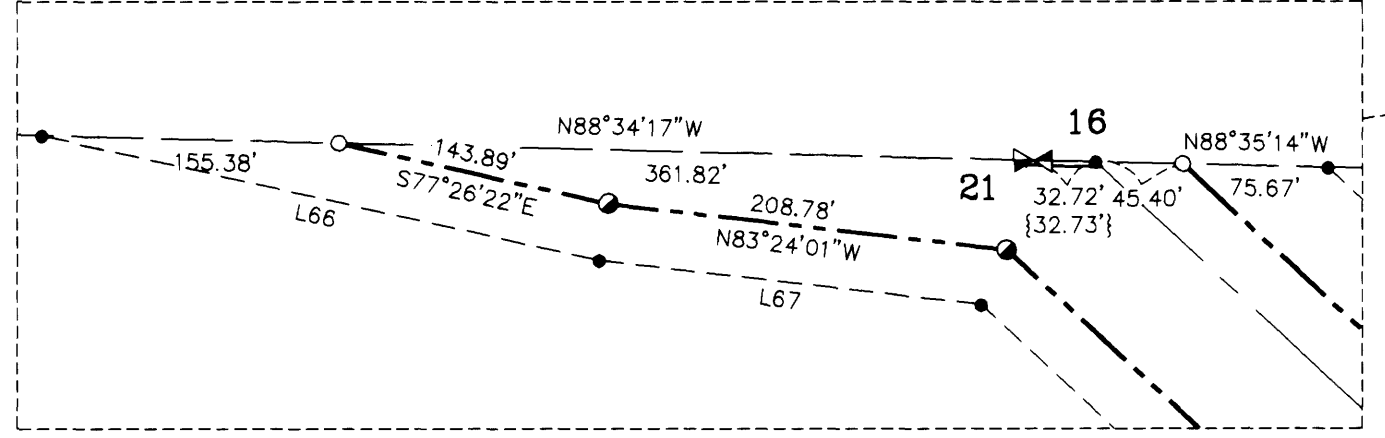 16
N88°34'17"W
N88°35'14"W
155.38'
143.89'
361.82'
21
32.72'
45.40'
75.67'
S77°26'22"E
{32.73'}
L66
208.78'
N83°24'01"W
L67